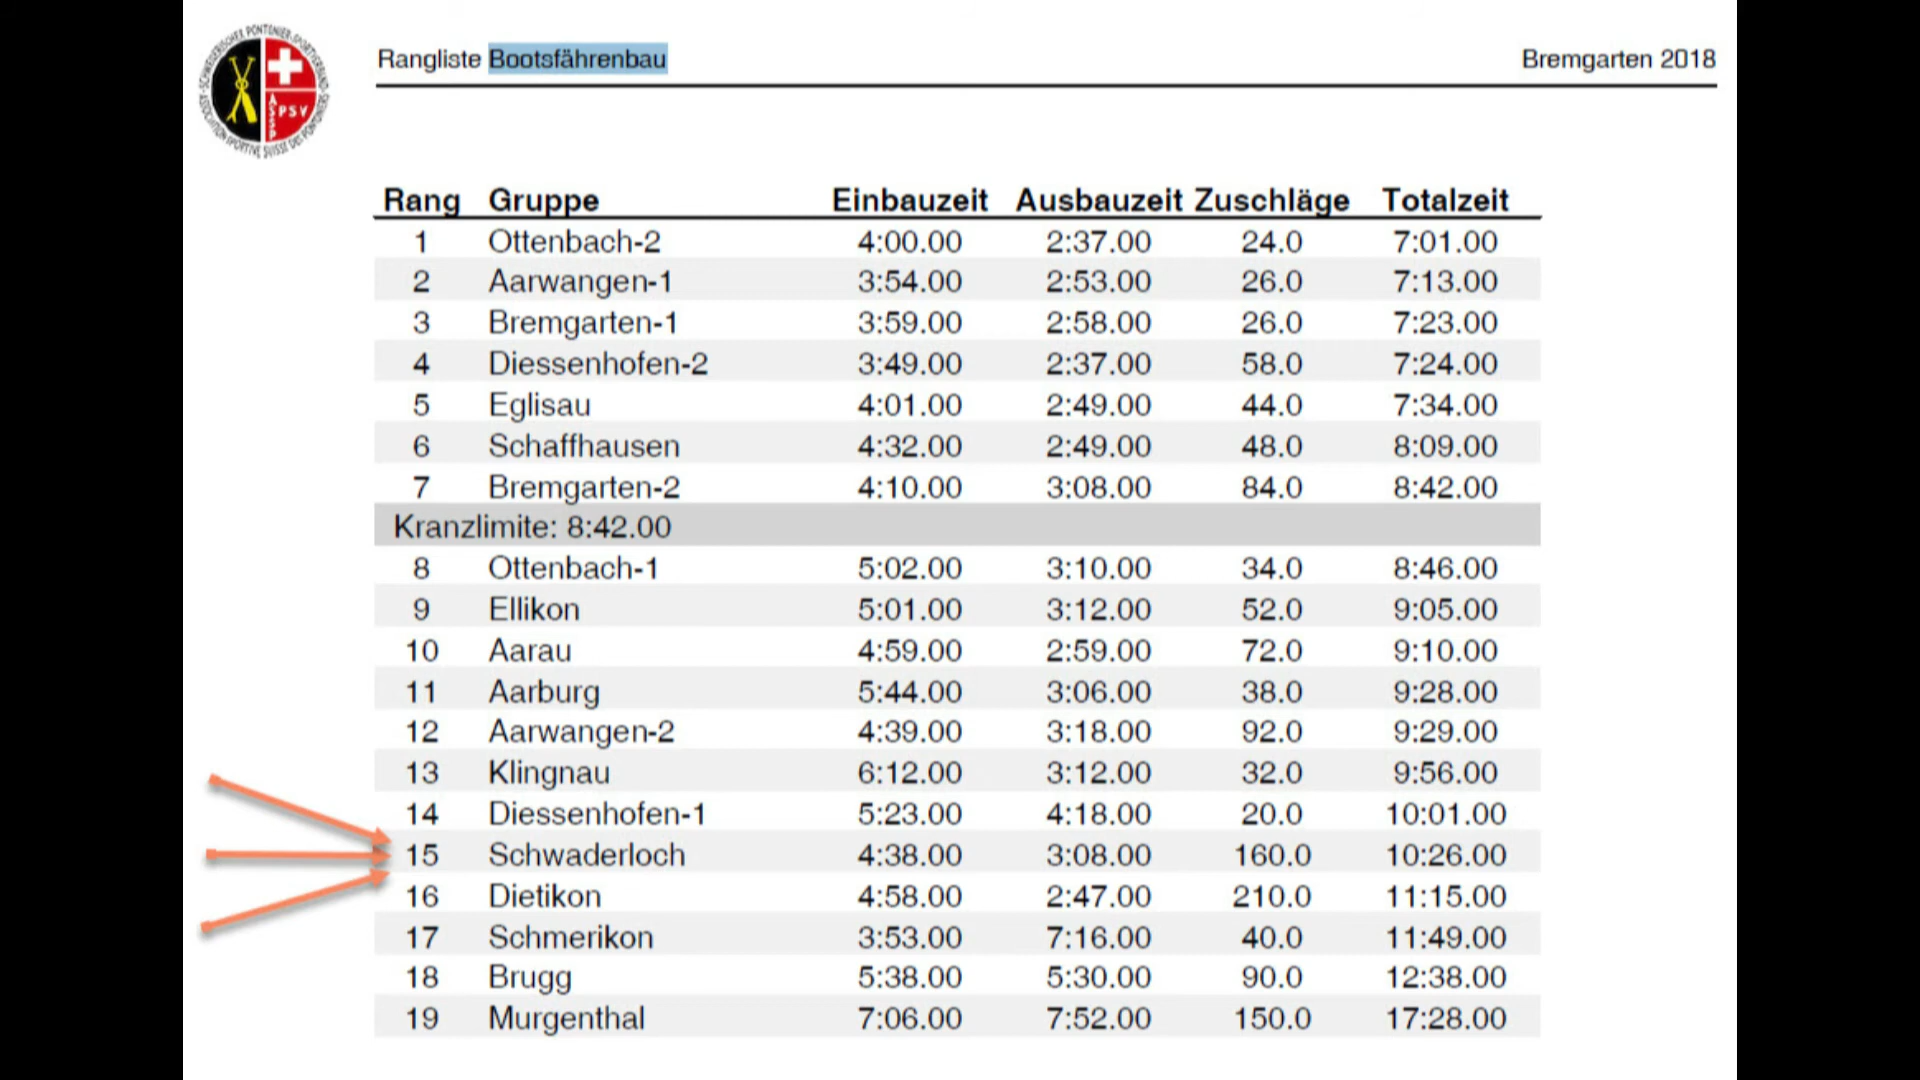 SCHWEIZERISCHER PONTONIER-SPORTVERBAND
ASSOCIATION SPORTIVE SUISSE DES PONTONIERS
PSV
ASSP
Rangliste Bootsfährenbau
Bremgarten 2018
Rang Gruppe Einbauzeit Ausbauzeit Zuschläge Totalzeit
1 Ottenbach-2 4:00.00 2:37.00 24.0 7:01.00
2 Aarwangen-1 3:54.00 2:53.00 26.0 7:13.00
3 Bremgarten-1 3:59.00 2:58.00 26.0 7:23.00
4 Diessenhofen-2 3:49.00 2:37.00 58.0 7:24.00
5 Eglisau 4:01.00 2:49.00 44.0 7:34.00
6 Schaffhausen 4:32.00 2:49.00 48.0 8:09.00
7 Bremgarten-2 4:10.00 3:08.00 84.0 8:42.00
Kranzlimite: 8:42.00
8 Ottenbach-1 5:02.00 3:10.00 34.0 8:46.00
9 Ellikon 5:01.00 3:12.00 52.0 9:05.00
10 Aarau 4:59.00 2:59.00 72.0 9:10.00
11 Aarburg 5:44.00 3:06.00 38.0 9:28.00
12 Aarwangen-2 4:39.00 3:18.00 92.0 9:29.00
13 Klingnau 6:12.00 3:12.00 32.0 9:56.00
14 Diessenhofen-1 5:23.00 4:18.00 20.0 10:01.00
15 Schwaderloch 4:38.00 3:08.00 160.0 10:26.00
16 Dietikon 4:58.00 2:47.00 210.0 11:15.00
17 Schmerikon 3:53.00 7:16.00 40.0 11:49.00
18 Brugg 5:38.00 5:30.00 90.0 12:38.00
19 Murgenthal 7:06.00 7:52.00 150.0 17:28.00